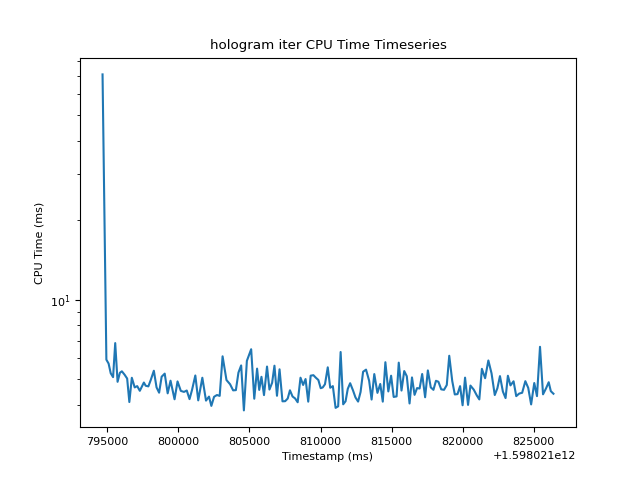 hologram iter CPU Time Timeseries
CPU Time (ms)
10¹
795000 800000 805000 810000 815000 820000 825000
Timestamp (ms)
+1.598021e12